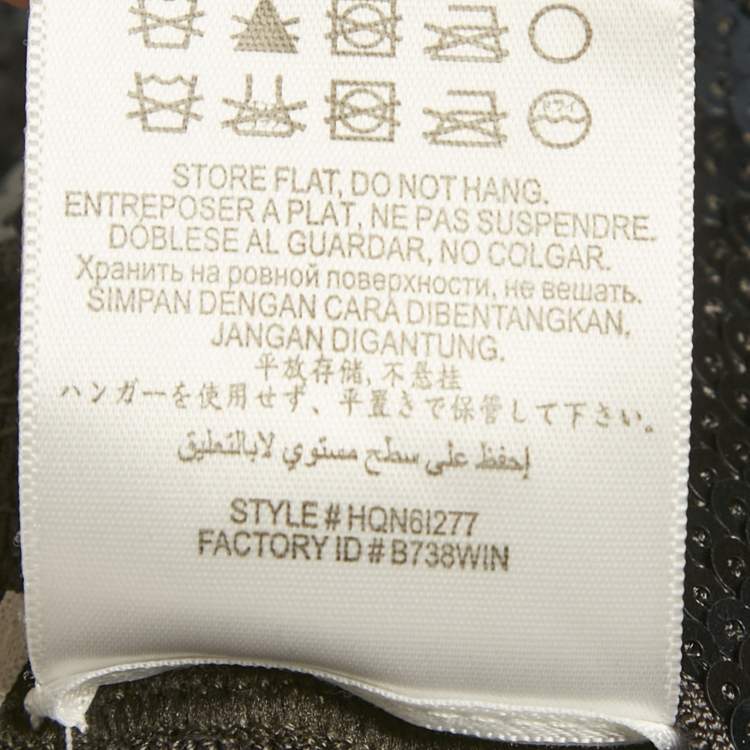 STORE FLAT, DO NOT HANG.
ENTREPOSER A PLAT, NE PAS SUSPENDRE.
DÓBLESE AL GUARDAR, NO COLGAR.
Хранить на ровной поверхности, не вешать.
SIMPAN DENGAN CARA DIBENTANGKAN,
JANGAN DIGANTUNG.
平放存储, 不悬挂
ハンガーを使用せず、平置きで保管して下さい。
إحفظ على سطح مستوي لابالتعليق
STYLE # HQN6I277
FACTORY ID # B738WIN